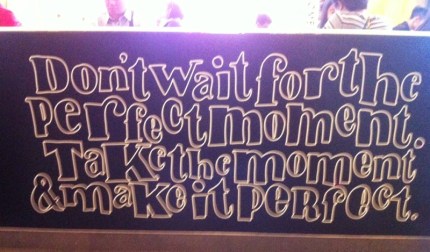 Don't wait for the
perfect moment.
Take the moment
& make it perfect.